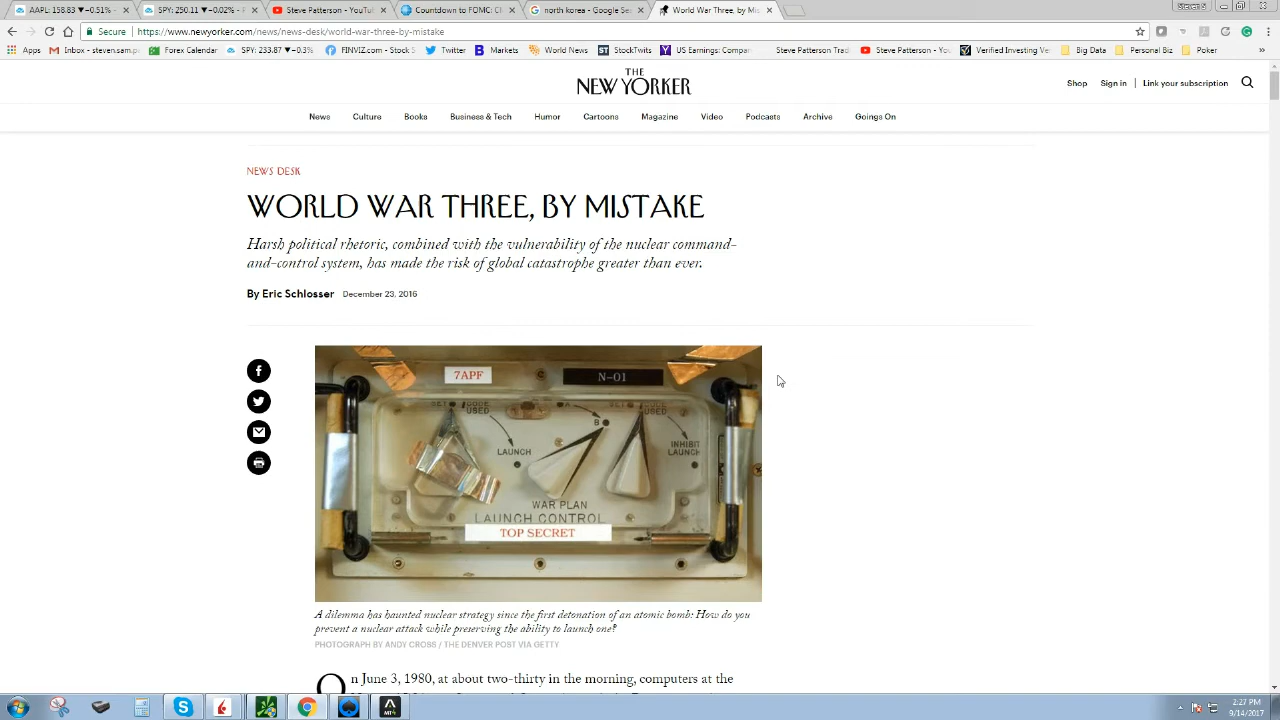 AAPL: 158.83 ▼−0.51% - F
SPY: 250.11 ▼−0.02% - F
Steve Patterson - YouTu
Countdown to FOMC: C
north korea - Google Se
World War Three, by Mis
Secure | https://www.newyorker.com/news/news-desk/world-war-three-by-mistake
Apps
Inbox - stevensam.p
Forex Calendar
SPY: 233.87 ▼−0.3%
FINVIZ.com - Stock S
Twitter
Markets
World News
StockTwits
US Earnings: Compar
Steve Patterson Trad
Steve Patterson - Yo
Verified Investing Ve
Big Data
Personal Biz
Poker
»
THE
NEW YORKER
Shop
Sign in | Link your subscription
News
Culture
Books
Business & Tech
Humor
Cartoons
Magazine
Video
Podcasts
Archive
Goings On
NEWS DESK
WORLD WAR THREE, BY MISTAKE
Harsh political rhetoric, combined with the vulnerability of the nuclear command-
and-control system, has made the risk of global catastrophe greater than ever.
By Eric Schlosser December 23, 2016
7APF
N-01
USED
A
B
USED
LAUNCH
INHIBIT
LAUNCH
WAR PLAN
LAUNCH CONTROL
TOP SECRET
A dilemma has haunted nuclear strategy since the first detonation of an atomic bomb: How do you
prevent a nuclear attack while preserving the ability to launch one?
PHOTOGRAPH BY ANDY CROSS / THE DENVER POST VIA GETTY
On June 3, 1980, at about two-thirty in the morning, computers at the
MT4
2:27 PM
9/14/2017